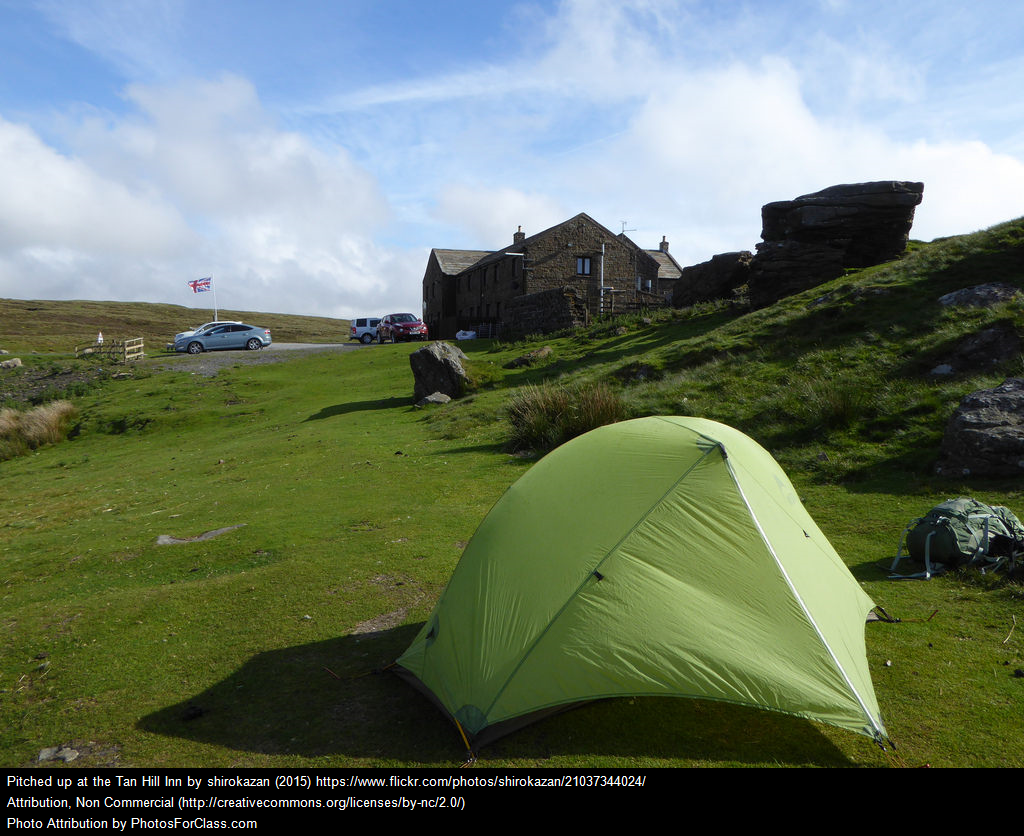 Pitched up at the Tan Hill Inn by shirokazan (2015) https://www.flickr.com/photos/shirokazan/21037344024/
Attribution, Non Commercial (http://creativecommons.org/licenses/by-nc/2.0/)
Photo Attribution by PhotosForClass.com